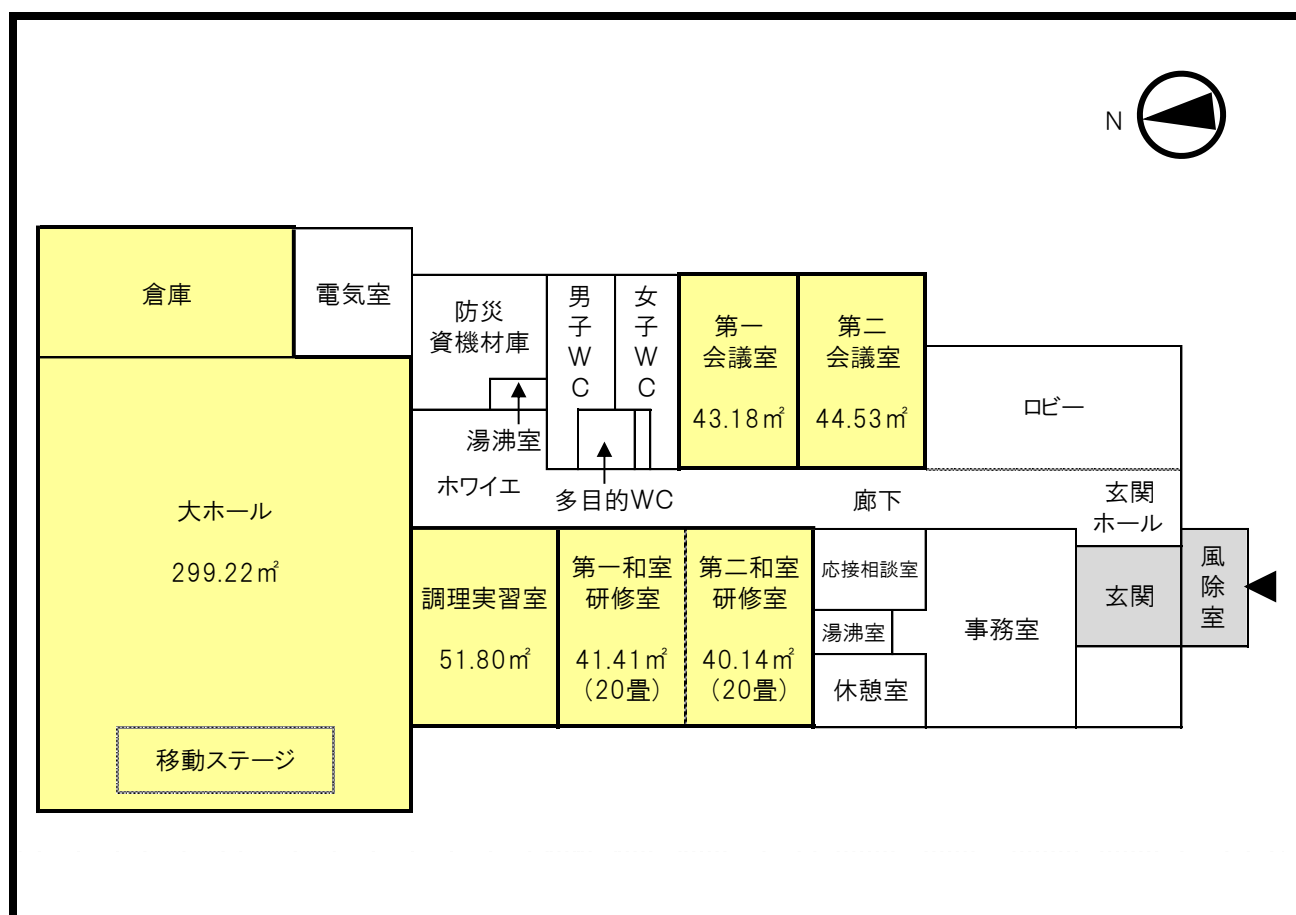 N
倉庫
電気室
防災
資機材庫
男子WC
女子WC
第一
会議室
43.18㎡
第二
会議室
44.53㎡
ロビー
湯沸室
ホワイエ
多目的WC
廊下
玄関
ホール
大ホール
299.22㎡
調理実習室
51.80㎡
第一和室
研修室
41.41㎡
（20畳）
第二和室
研修室
40.14㎡
（20畳）
応接相談室
湯沸室
休憩室
事務室
玄関
風除室
移動ステージ